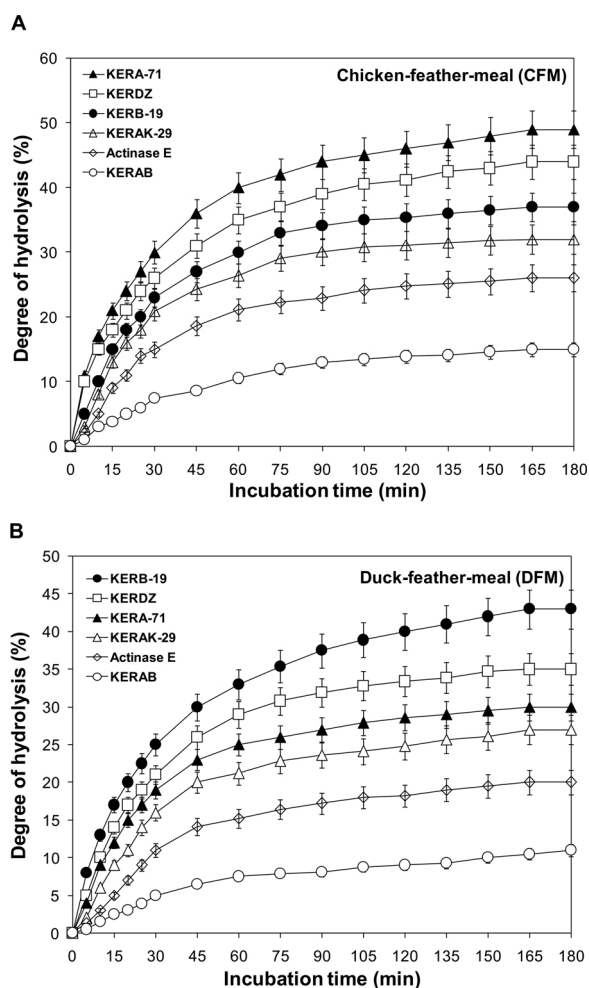 A
Chicken-feather-meal (CFM)
KERA-71
KERDZ
KERB-19
KERAK-29
Actinase E
KERAB
Degree of hydrolysis (%)
60
50
40
30
20
10
0
0 15 30 45 60 75 90 105 120 135 150 165 180
Incubation time (min)
B
Duck-feather-meal (DFM)
KERB-19
KERDZ
KERA-71
KERAK-29
Actinase E
KERAB
Degree of hydrolysis (%)
50
45
40
35
30
25
20
15
10
5
0
0 15 30 45 60 75 90 105 120 135 150 165 180
Incubation time (min)